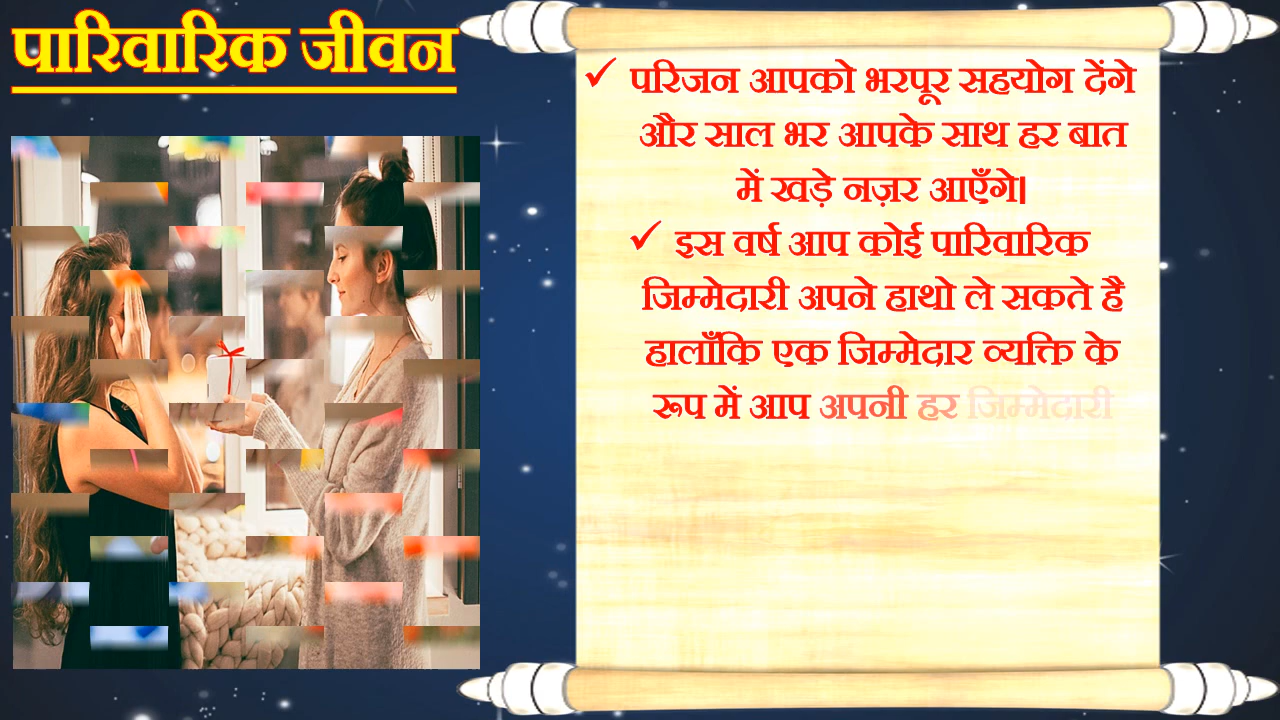 पारिवारिक जीवन
✓ परिजन आपको भरपूर सहयोग देंगे
और साल भर आपके साथ हर बात
में खड़े नज़र आएँगे।
✓ इस वर्ष आप कोई पारिवारिक
जिम्मेदारी अपने हाथो ले सकते है
हालाँकि एक जिम्मेदार व्यक्ति के
रूप में आप अपनी हर जिम्मेदारी